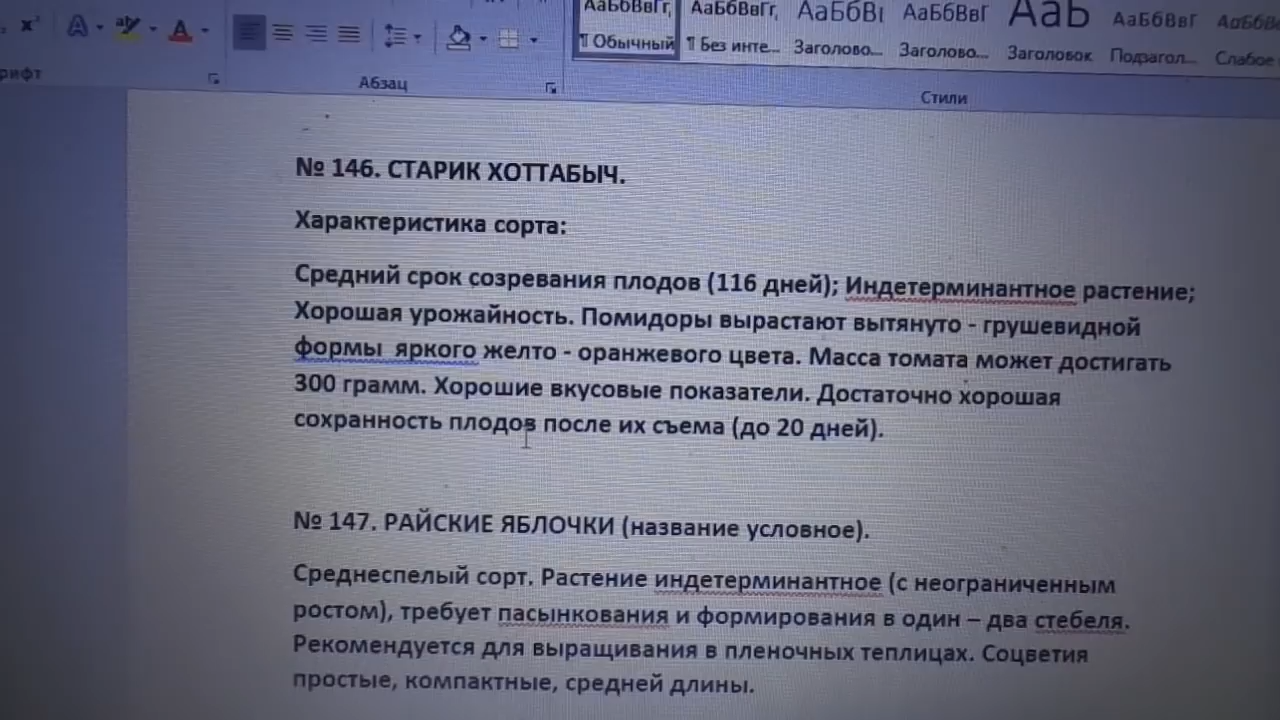 рифт
Абзац
Стили
АаБбВвГг,
АаБбВвГг,
АаБбВı
АаБбВвГ
АаБ
АаБбВвГ
АаБбВв
¶ Обычный
¶ Без инте...
Заголово...
Заголово...
Заголовок
Подзагол...
Слабое
№ 146. СТАРИК ХОТТАБЫЧ.
Характеристика сорта:
Средний срок созревания плодов (116 дней); Индетерминантное растение;
Хорошая урожайность. Помидоры вырастают вытянуто - грушевидной
формы яркого желто - оранжевого цвета. Масса томата может достигать
300 грамм. Хорошие вкусовые показатели. Достаточно хорошая
сохранность плодов после их съема (до 20 дней).
№ 147. РАЙСКИЕ ЯБЛОЧКИ (название условное).
Среднеспелый сорт. Растение индетерминантное (с неограниченным
ростом), требует пасынкования и формирования в один – два стебеля.
Рекомендуется для выращивания в пленочных теплицах. Соцветия
простые, компактные, средней длины.